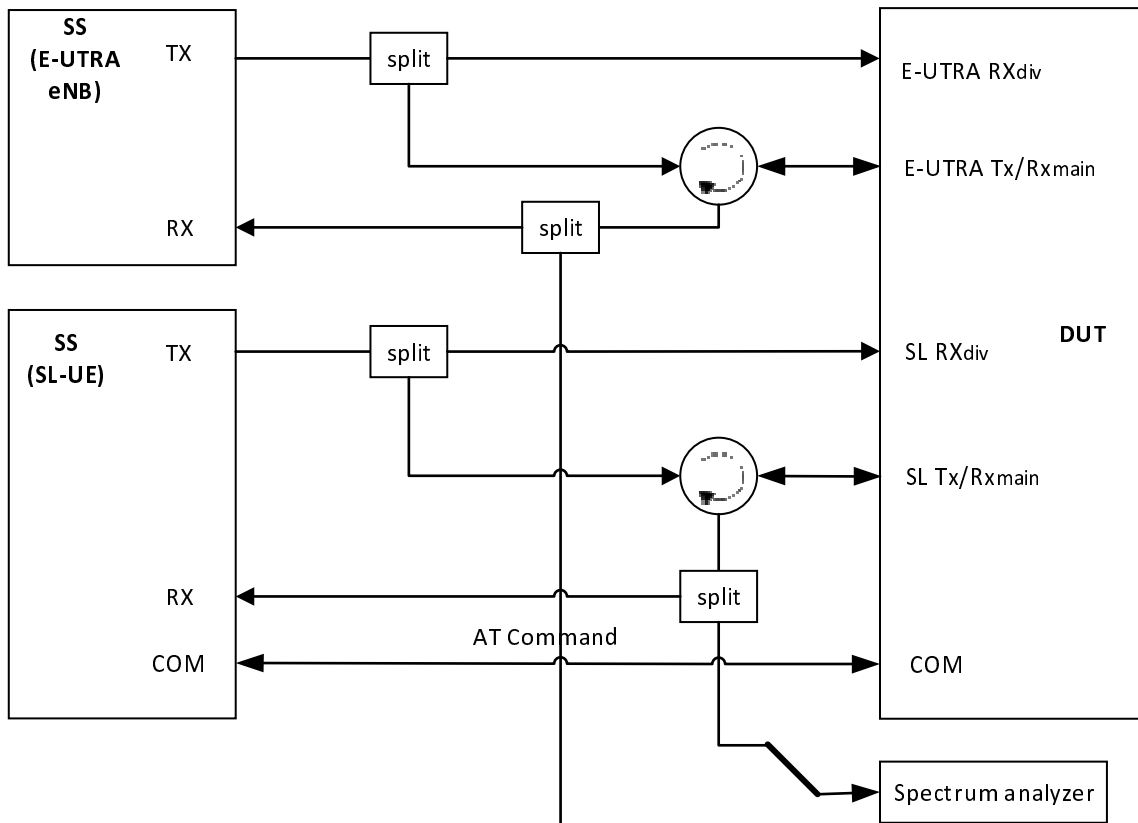 SS
(E-UTRA
eNB)
TX
RX
split
split
E-UTRA RXdiv
E-UTRA Tx/Rxmain
SS
(SL-UE)
TX
RX
COM
split
split
AT Command
SL RXdiv
DUT
SL Tx/Rxmain
COM
Spectrum analyzer